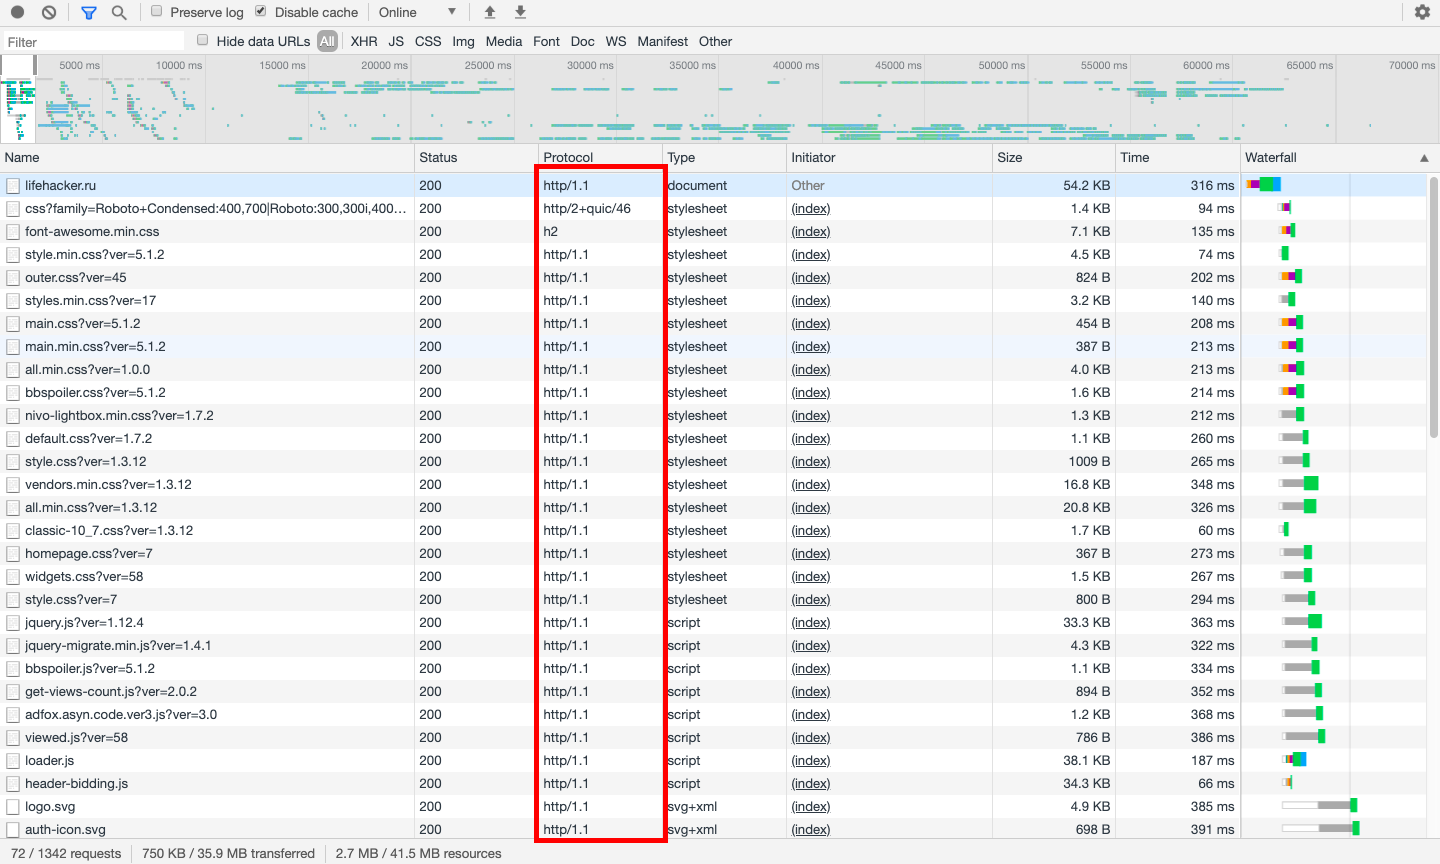 Preserve log Disable cache Online
Filter Hide data URLs All XHR JS CSS Img Media Font Doc WS Manifest Other
5000 ms 10000 ms 15000 ms 20000 ms 25000 ms 30000 ms 35000 ms 40000 ms 45000 ms 50000 ms 55000 ms 60000 ms 65000 ms 70000 ms
Name Status Protocol Type Initiator Size Time Waterfall
lifehacker.ru 200 http/1.1 document Other 54.2 KB 316 ms
css?family=Roboto+Condensed:400,700|Roboto:300,300i,400... 200 http/2+quic/46 stylesheet (index) 1.4 KB 94 ms
font-awesome.min.css 200 h2 stylesheet (index) 7.1 KB 135 ms
style.min.css?ver=5.1.2 200 http/1.1 stylesheet (index) 4.5 KB 74 ms
outer.css?ver=45 200 http/1.1 stylesheet (index) 824 B 202 ms
styles.min.css?ver=17 200 http/1.1 stylesheet (index) 3.2 KB 140 ms
main.css?ver=5.1.2 200 http/1.1 stylesheet (index) 454 B 208 ms
main.min.css?ver=5.1.2 200 http/1.1 stylesheet (index) 387 B 213 ms
all.min.css?ver=1.0.0 200 http/1.1 stylesheet (index) 4.0 KB 213 ms
bbspoiler.css?ver=5.1.2 200 http/1.1 stylesheet (index) 1.6 KB 214 ms
nivo-lightbox.min.css?ver=1.7.2 200 http/1.1 stylesheet (index) 1.3 KB 212 ms
default.css?ver=1.7.2 200 http/1.1 stylesheet (index) 1.1 KB 260 ms
style.css?ver=1.3.12 200 http/1.1 stylesheet (index) 1009 B 265 ms
vendors.min.css?ver=1.3.12 200 http/1.1 stylesheet (index) 16.8 KB 348 ms
all.min.css?ver=1.3.12 200 http/1.1 stylesheet (index) 20.8 KB 326 ms
classic-10_7.css?ver=1.3.12 200 http/1.1 stylesheet (index) 1.7 KB 60 ms
homepage.css?ver=7 200 http/1.1 stylesheet (index) 367 B 273 ms
widgets.css?ver=58 200 http/1.1 stylesheet (index) 1.5 KB 267 ms
style.css?ver=7 200 http/1.1 stylesheet (index) 800 B 294 ms
jquery.js?ver=1.12.4 200 http/1.1 script (index) 33.3 KB 363 ms
jquery-migrate.min.js?ver=1.4.1 200 http/1.1 script (index) 4.3 KB 322 ms
bbspoiler.js?ver=5.1.2 200 http/1.1 script (index) 1.1 KB 334 ms
get-views-count.js?ver=2.0.2 200 http/1.1 script (index) 894 B 352 ms
adfox.asyn.code.ver3.js?ver=3.0 200 http/1.1 script (index) 1.2 KB 368 ms
viewed.js?ver=58 200 http/1.1 script (index) 786 B 386 ms
loader.js 200 http/1.1 script (index) 38.1 KB 187 ms
header-bidding.js 200 http/1.1 script (index) 34.3 KB 66 ms
logo.svg 200 http/1.1 svg+xml (index) 4.9 KB 385 ms
auth-icon.svg 200 http/1.1 svg+xml (index) 698 B 391 ms
72 / 1342 requests 750 KB / 35.9 MB transferred 2.7 MB / 41.5 MB resources